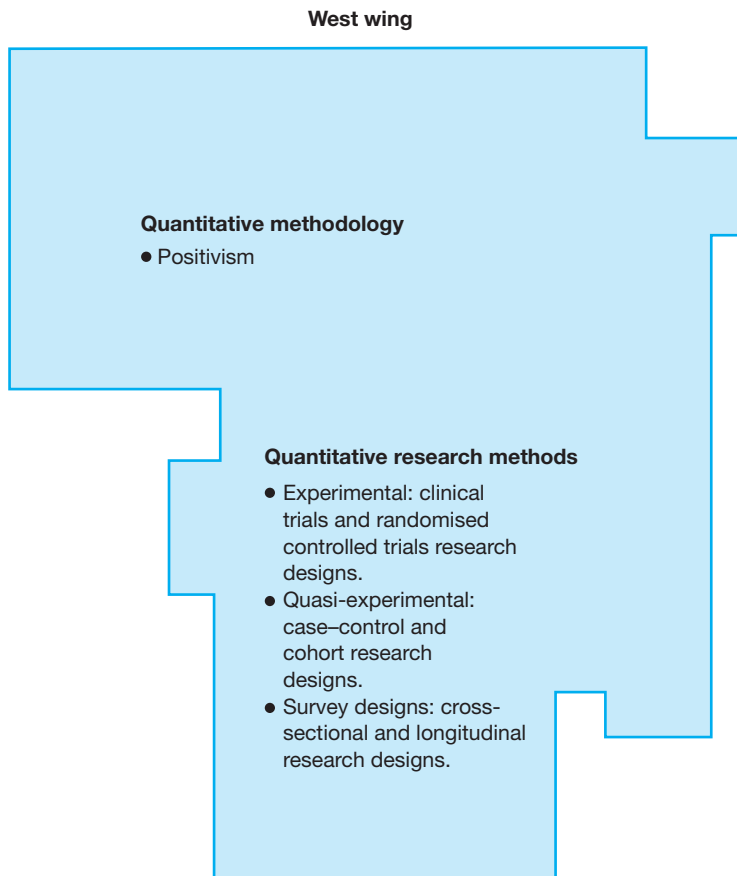 West wing
Quantitative methodology
● Positivism
Quantitative research methods
● Experimental: clinical
trials and randomised
controlled trials research
designs.
● Quasi-experimental:
case–control and
cohort research
designs.
● Survey designs: cross-
sectional and longitudinal
research designs.